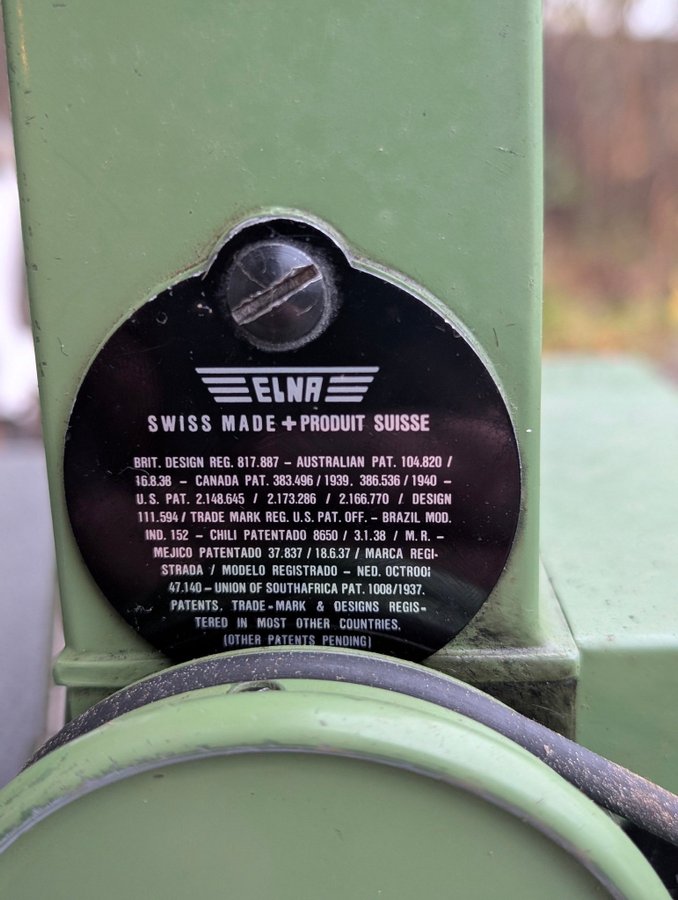 ELNA
SWISS MADE + PRODUIT SUISSE
BRIT. DESIGN REG. 817.887 – AUSTRALIAN PAT. 104.820 /
16.8.38 – CANADA PAT. 383.496 / 1939. 386.536 / 1940 –
U.S. PAT. 2.148.645 / 2.173.286 / 2.166.770 / DESIGN
111.594 / TRADE MARK REG. U.S. PAT. OFF. – BRAZIL MOD.
IND. 152 – CHILI PATENTADO 8650 / 3.1.38 / M. R. –
MEJICO PATENTADO 37.837 / 18.6.37 / MARCA REGI-
STRADA / MODELO REGISTRADO – NED. OCTROOI
47.140 – UNION OF SOUTHAFRICA PAT. 1008/1937.
PATENTS, TRADE-MARK & DESIGNS REGIS-
TERED IN MOST OTHER COUNTRIES.
(OTHER PATENTS PENDING)